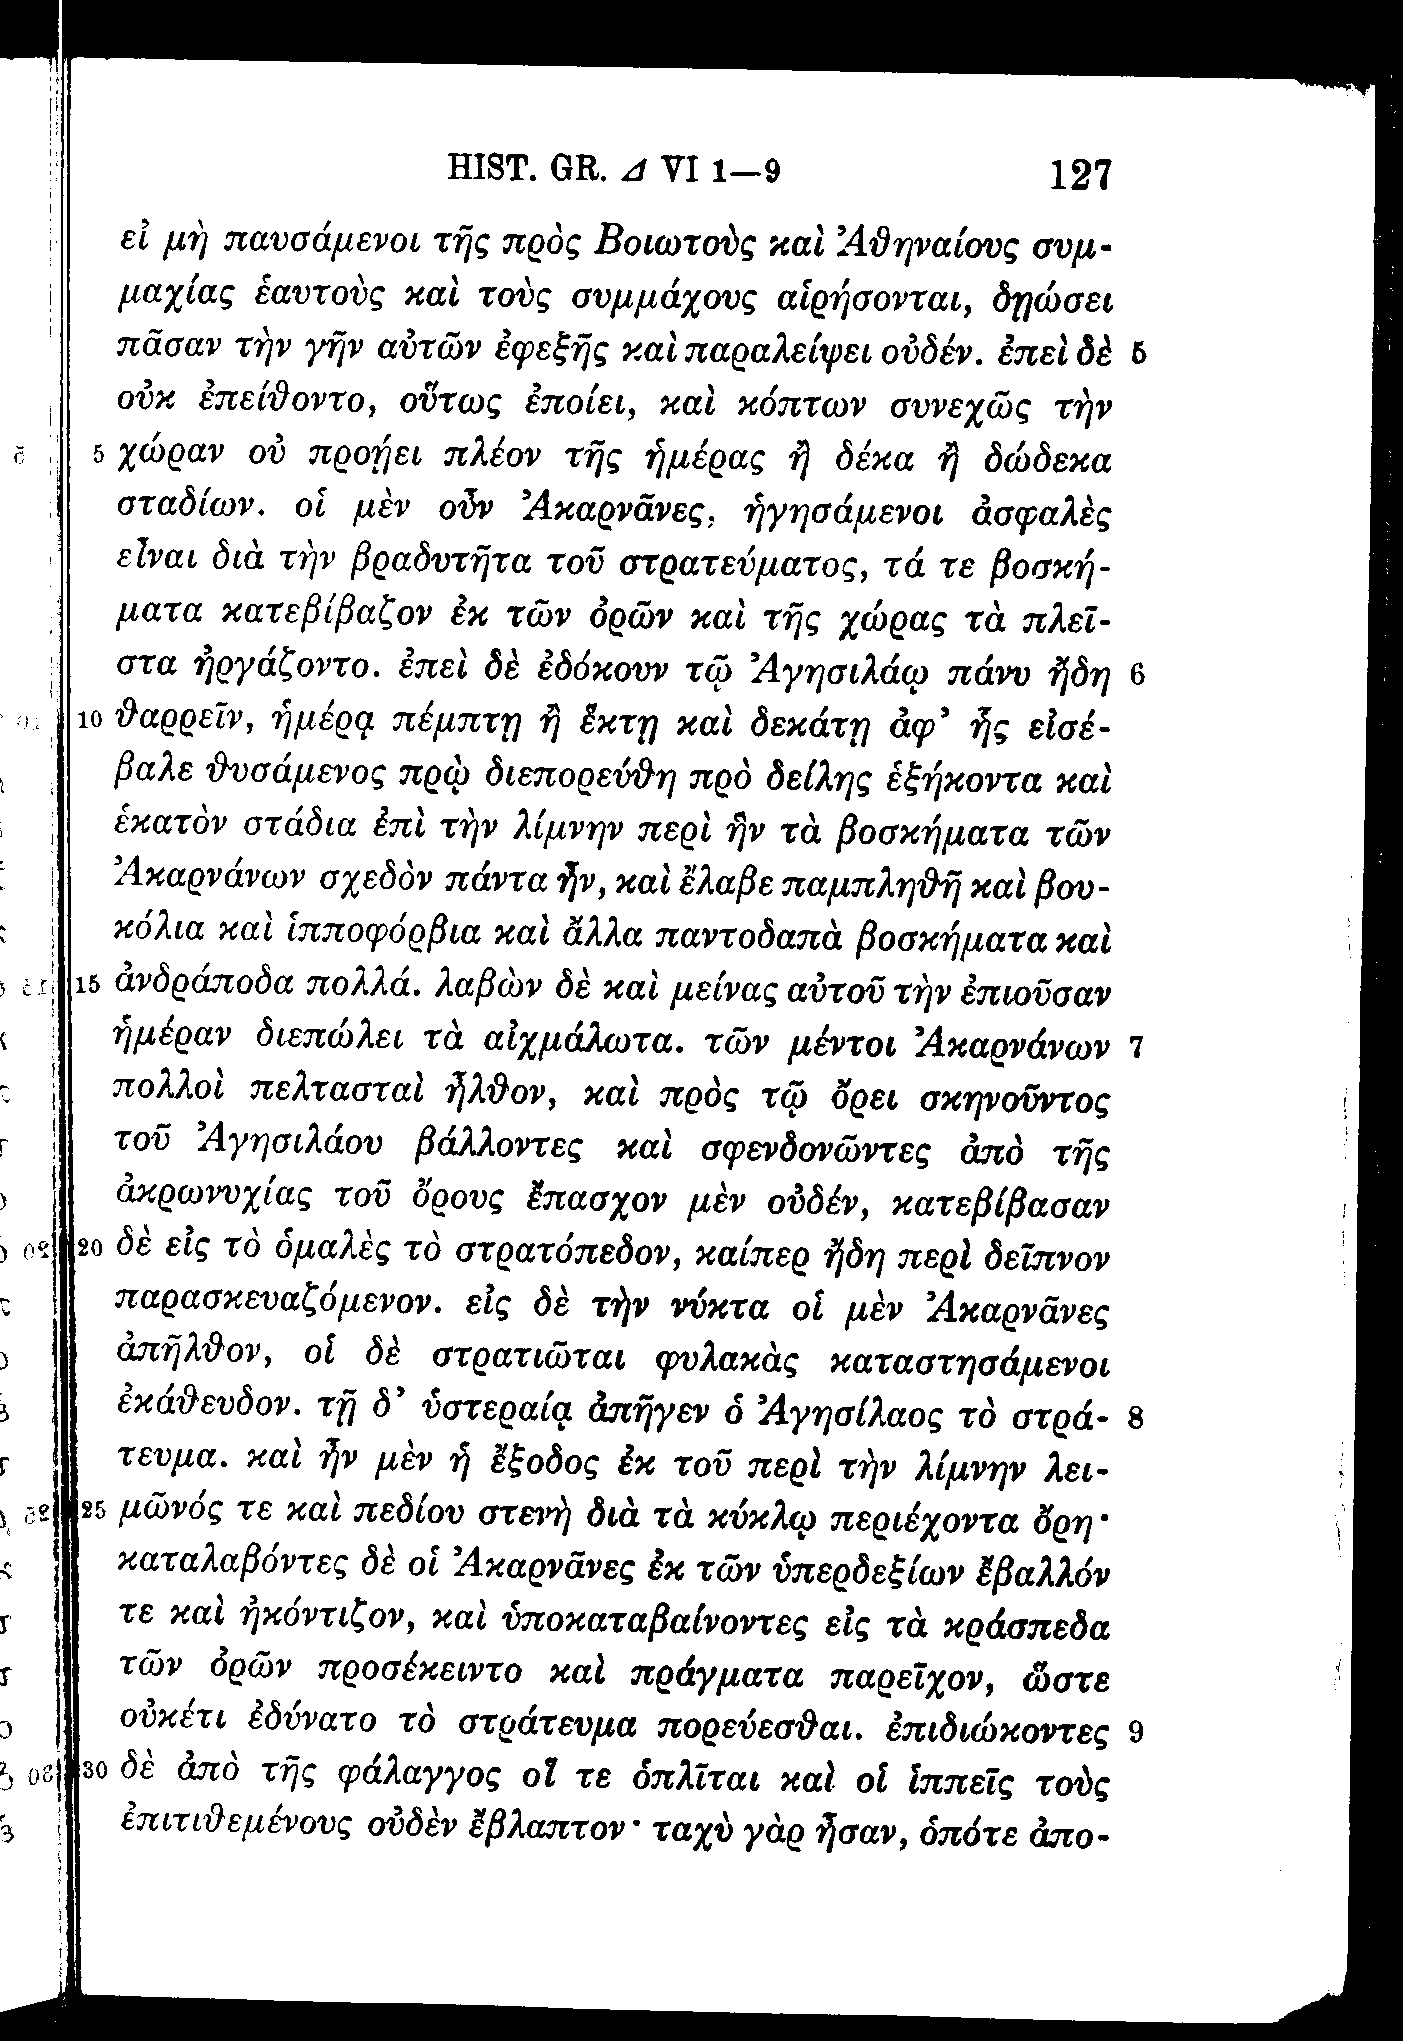 HIST. GR. Δ VI 1—9 127
εἰ μὴ παυσάμενοι τῆς πρὸς Βοιωτοὺς καὶ Ἀθηναίους συμ-
μαχίας ἑαυτοὺς καὶ τοὺς συμμάχους αἱρήσονται, δῃώσει
πᾶσαν τὴν γῆν αὐτῶν ἐφεξῆς καὶ παραλείψει οὐδέν. ἐπεὶ δὲ 5
οὐκ ἐπείθοντο, οὕτως ἐποίει, καὶ κόπτων συνεχῶς τὴν
5 χώραν οὐ προῄει πλέον τῆς ἡμέρας ἢ δέκα ἢ δώδεκα
σταδίων. οἱ μὲν οὖν Ἀκαρνᾶνες, ἡγησάμενοι ἀσφαλὲς
εἶναι διὰ τὴν βραδυτῆτα τοῦ στρατεύματος, τά τε βοσκή-
ματα κατεβίβαζον ἐκ τῶν ὀρῶν καὶ τῆς χώρας τὰ πλεῖ-
στα ἠργάζοντο. ἐπεὶ δὲ ἐδόκουν τῷ Ἀγησιλάῳ πάνυ ἤδη 6
10 θαρρεῖν, ἡμέρᾳ πέμπτῃ ἢ ἕκτῃ καὶ δεκάτῃ ἀφ’ ἧς εἰσέ-
βαλε θυσάμενος πρῲ διεπορεύθη πρὸ δείλης ἑξήκοντα καὶ
ἑκατὸν στάδια ἐπὶ τὴν λίμνην περὶ ἣν τὰ βοσκήματα τῶν
Ἀκαρνάνων σχεδὸν πάντα ἦν, καὶ ἔλαβε παμπληθῆ καὶ βου-
κόλια καὶ ἱπποφόρβια καὶ ἄλλα παντοδαπὰ βοσκήματα καὶ
15 ἀνδράποδα πολλά. λαβὼν δὲ καὶ μείνας αὐτοῦ τὴν ἐπιοῦσαν
ἡμέραν διεπώλει τὰ αἰχμάλωτα. τῶν μέντοι Ἀκαρνάνων 7
πολλοὶ πελτασταὶ ἦλθον, καὶ πρὸς τῷ ὄρει σκηνοῦντος
τοῦ Ἀγησιλάου βάλλοντες καὶ σφενδονῶντες ἀπὸ τῆς
ἀκρωνυχίας τοῦ ὄρους ἔπασχον μὲν οὐδέν, κατεβίβασαν
20 δὲ εἰς τὸ ὁμαλὲς τὸ στρατόπεδον, καίπερ ἤδη περὶ δεῖπνον
παρασκευαζόμενον. εἰς δὲ τὴν νύκτα οἱ μὲν Ἀκαρνᾶνες
ἀπῆλθον, οἱ δὲ στρατιῶται φυλακὰς καταστησάμενοι
ἐκάθευδον. τῇ δ’ ὑστεραίᾳ ἀπῆγεν ὁ Ἀγησίλαος τὸ στρά- 8
τευμα. καὶ ἦν μὲν ἡ ἔξοδος ἐκ τοῦ περὶ τὴν λίμνην λει-
25 μῶνός τε καὶ πεδίου στενὴ διὰ τὰ κύκλῳ περιέχοντα ὄρη·
καταλαβόντες δὲ οἱ Ἀκαρνᾶνες ἐκ τῶν ὑπερδεξίων ἔβαλλόν
τε καὶ ἠκόντιζον, καὶ ὑποκαταβαίνοντες εἰς τὰ κράσπεδα
τῶν ὀρῶν προσέκειντο καὶ πράγματα παρεῖχον, ὥστε
οὐκέτι ἐδύνατο τὸ στράτευμα πορεύεσθαι. ἐπιδιώκοντες 9
30 δὲ ἀπὸ τῆς φάλαγγος οἵ τε ὁπλῖται καὶ οἱ ἱππεῖς τοὺς
ἐπιτιθεμένους οὐδὲν ἔβλαπτον· ταχὺ γὰρ ἦσαν, ὁπότε ἀπο-